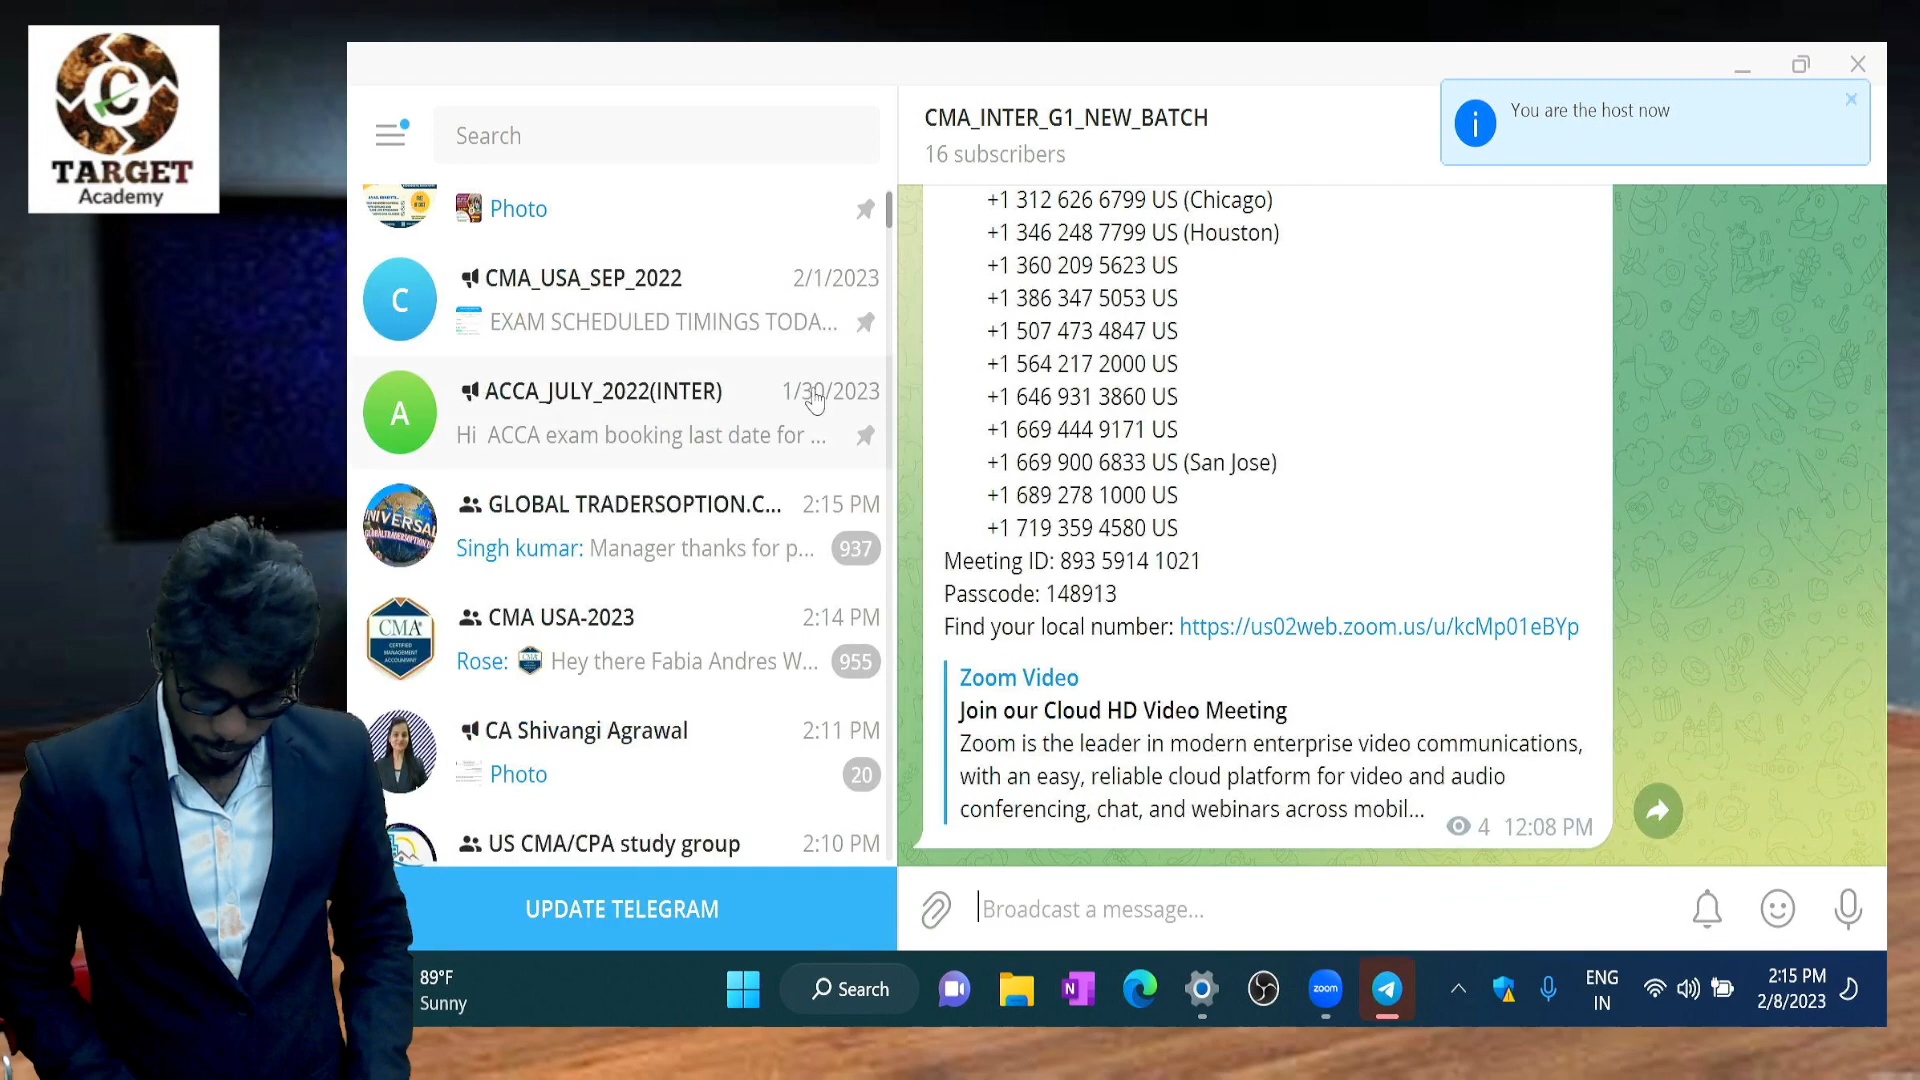 C
TARGET
Academy
Search
Photo
C
CMA_USA_SEP_2022
2/1/2023
EXAM SCHEDULED TIMINGS TODA...
A
ACCA_JULY_2022(INTER)
1/30/2023
Hi ACCA exam booking last date for ...
GLOBAL TRADERSOPTION.C...
2:15 PM
Singh kumar: Manager thanks for p...
937
CMA
CMA USA-2023
2:14 PM
Rose: Hey there Fabia Andres W...
955
CA Shivangi Agrawal
2:11 PM
Photo
20
US CMA/CPA study group
2:10 PM
UPDATE TELEGRAM
CMA_INTER_G1_NEW_BATCH
16 subscribers
You are the host now
+1 312 626 6799 US (Chicago)
+1 346 248 7799 US (Houston)
+1 360 209 5623 US
+1 386 347 5053 US
+1 507 473 4847 US
+1 564 217 2000 US
+1 646 931 3860 US
+1 669 444 9171 US
+1 669 900 6833 US (San Jose)
+1 689 278 1000 US
+1 719 359 4580 US
Meeting ID: 893 5914 1021
Passcode: 148913
Find your local number: https://us02web.zoom.us/u/kcMp01eBYp
Zoom Video
Join our Cloud HD Video Meeting
Zoom is the leader in modern enterprise video communications,
with an easy, reliable cloud platform for video and audio
conferencing, chat, and webinars across mobil...
4 12:08 PM
Broadcast a message...
89°F
Sunny
Search
N
zoom
ENG
IN
2:15 PM
2/8/2023